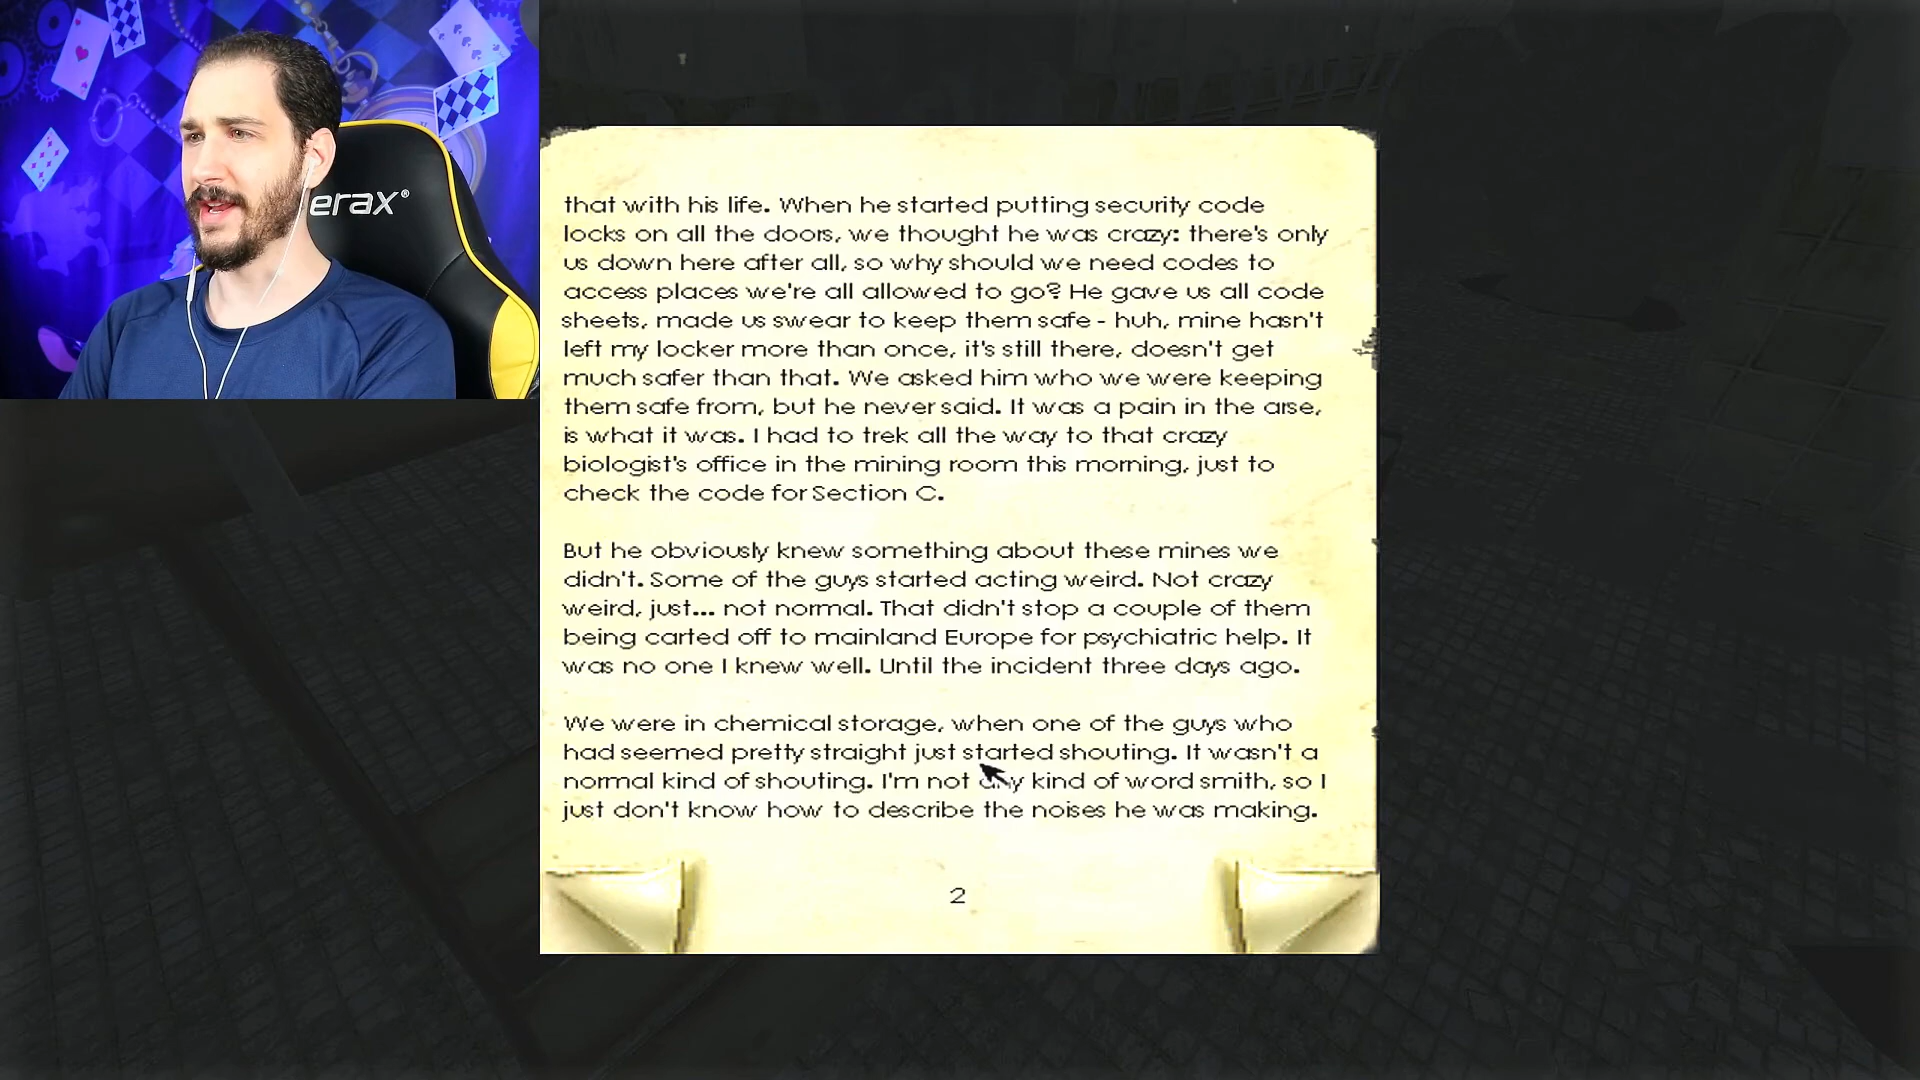 erax®
that with his life. When he started putting security code
locks on all the doors, we thought he was crazy: there's only
us down here after all, so why should we need codes to
access places we're all allowed to go? He gave us all code
sheets, made us swear to keep them safe - huh, mine hasn't
left my locker more than once, it's still there, doesn't get
much safer than that. We asked him who we were keeping
them safe from, but he never said. It was a pain in the arse,
is what it was. I had to trek all the way to that crazy
biologist's office in the mining room this morning, just to
check the code for Section C.
But he obviously knew something about these mines we
didn't. Some of the guys started acting weird. Not crazy
weird, just... not normal. That didn't stop a couple of them
being carted off to mainland Europe for psychiatric help. It
was no one I knew well. Until the incident three days ago.
We were in chemical storage, when one of the guys who
had seemed pretty straight just started shouting. It wasn't a
normal kind of shouting. I'm not any kind of word smith, so I
just don't know how to describe the noises he was making.
2